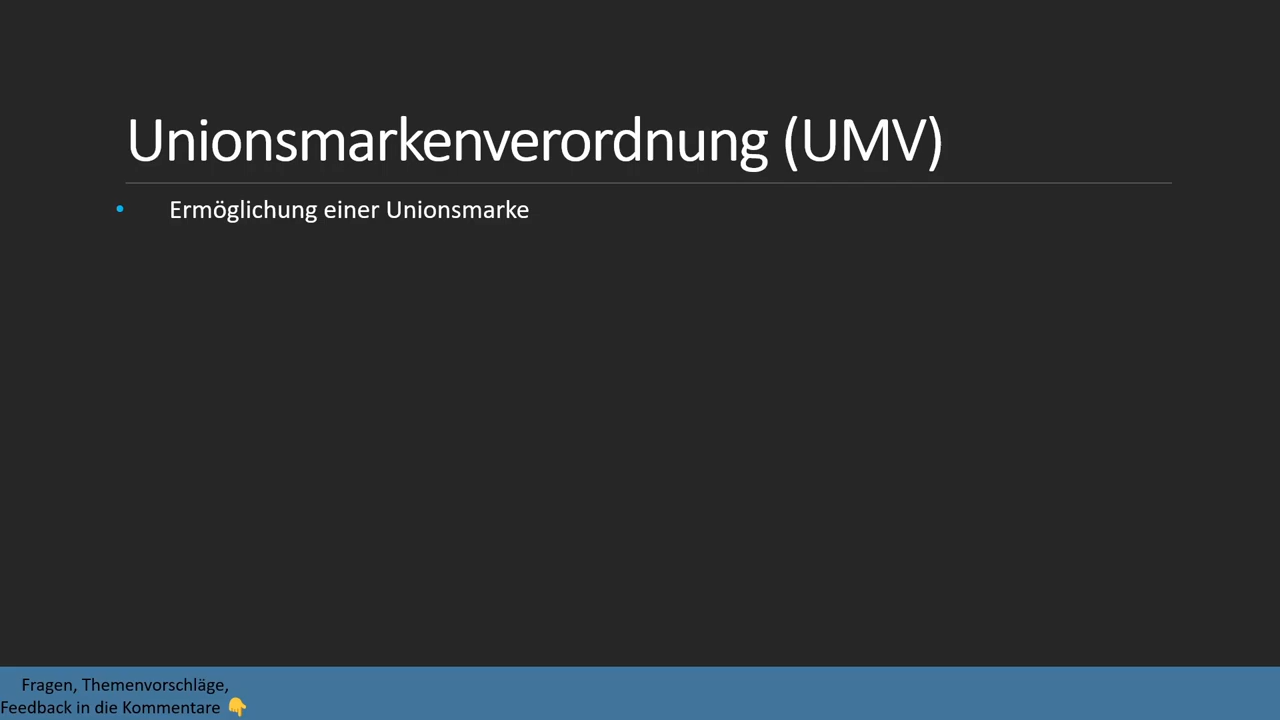 Unionsmarkenverordnung (UMV)
• Ermöglichung einer Unionsmarke
Fragen, Themenvorschläge,
Feedback in die Kommentare 👇